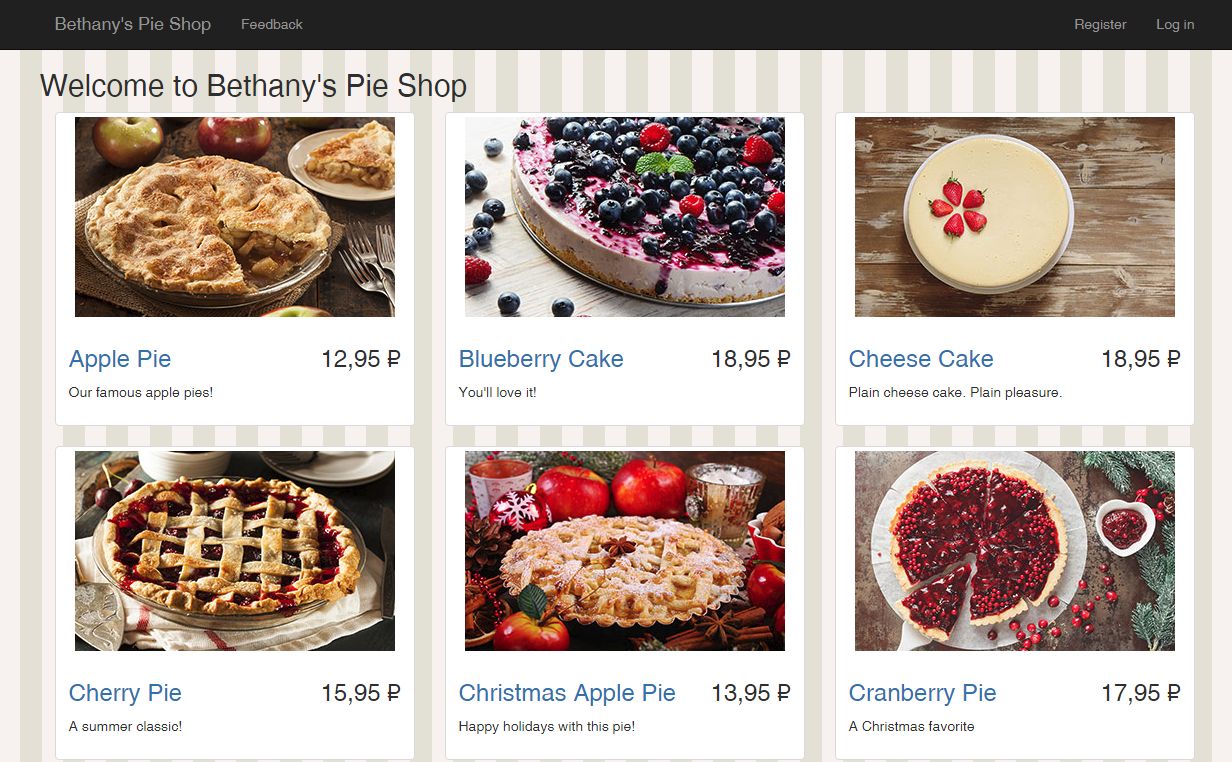 Bethany's Pie Shop Feedback Register Log in
Welcome to Bethany's Pie Shop
Apple Pie 12,95 ₽
Our famous apple pies!
Blueberry Cake 18,95 ₽
You'll love it!
Cheese Cake 18,95 ₽
Plain cheese cake. Plain pleasure.
Cherry Pie 15,95 ₽
A summer classic!
Christmas Apple Pie 13,95 ₽
Happy holidays with this pie!
Cranberry Pie 17,95 ₽
A Christmas favorite